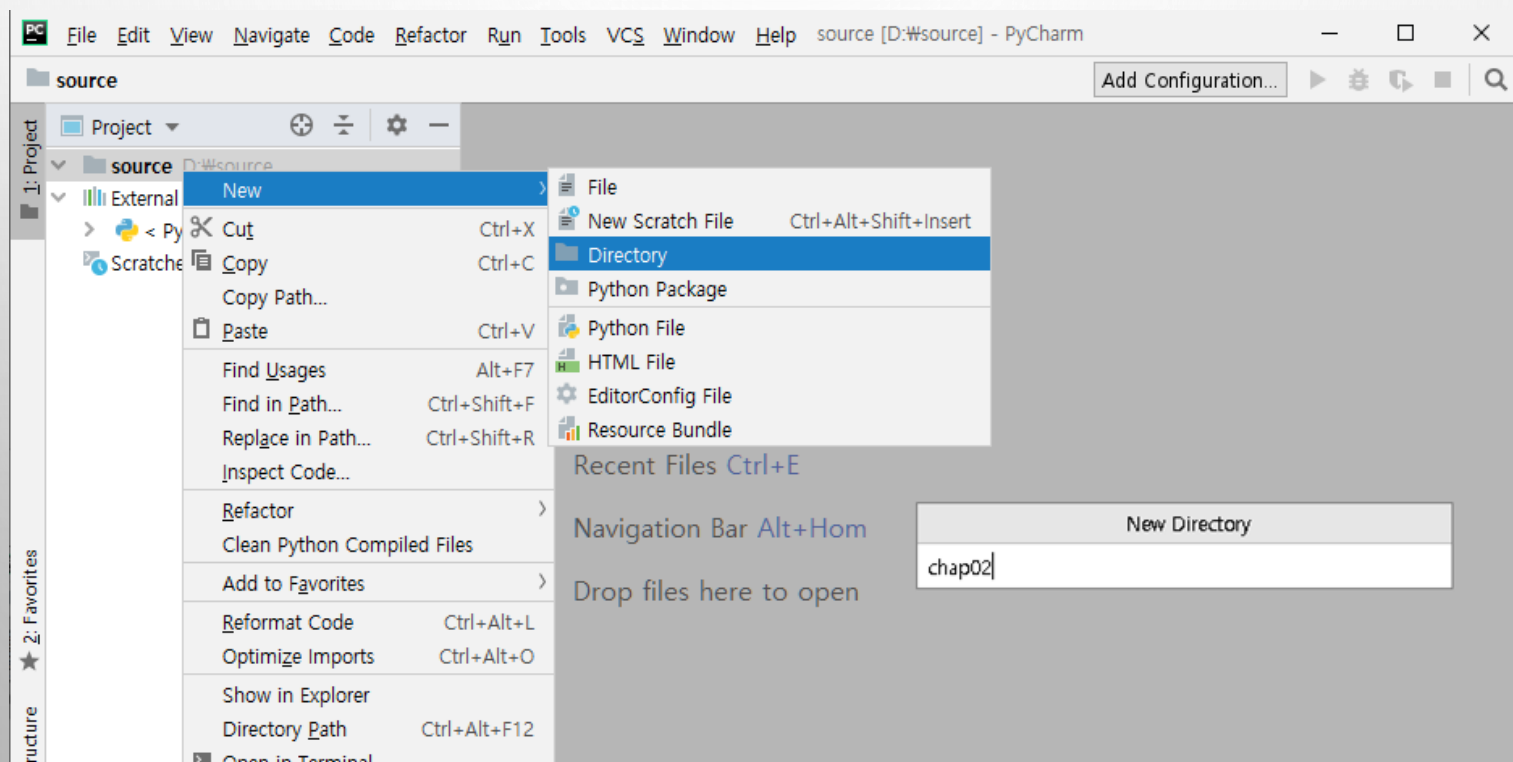 PC File Edit View Navigate Code Refactor Run Tools VCS Window Help source [D:₩source] - PyCharm
source
Add Configuration...
1: Project
Project
source D:₩source
External
< Py
Scratche
New
Cut Ctrl+X
Copy Ctrl+C
Copy Path...
Paste Ctrl+V
Find Usages Alt+F7
Find in Path... Ctrl+Shift+F
Replace in Path... Ctrl+Shift+R
Inspect Code...
Refactor
Clean Python Compiled Files
Add to Favorites
Reformat Code Ctrl+Alt+L
Optimize Imports Ctrl+Alt+O
Show in Explorer
Directory Path Ctrl+Alt+F12
Open in Terminal
File
New Scratch File Ctrl+Alt+Shift+Insert
Directory
Python Package
Python File
HTML File
EditorConfig File
Resource Bundle
Recent Files Ctrl+E
Navigation Bar Alt+Hom
Drop files here to open
New Directory
chap02
2: Favorites
ructure